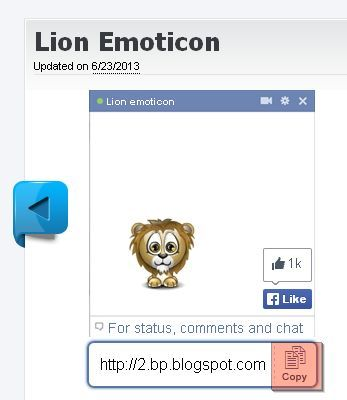 Lion Emoticon
Updated on 6/23/2013
Lion emoticon
1k
Like
For status, comments and chat
http://2.bp.blogspot.com
Copy